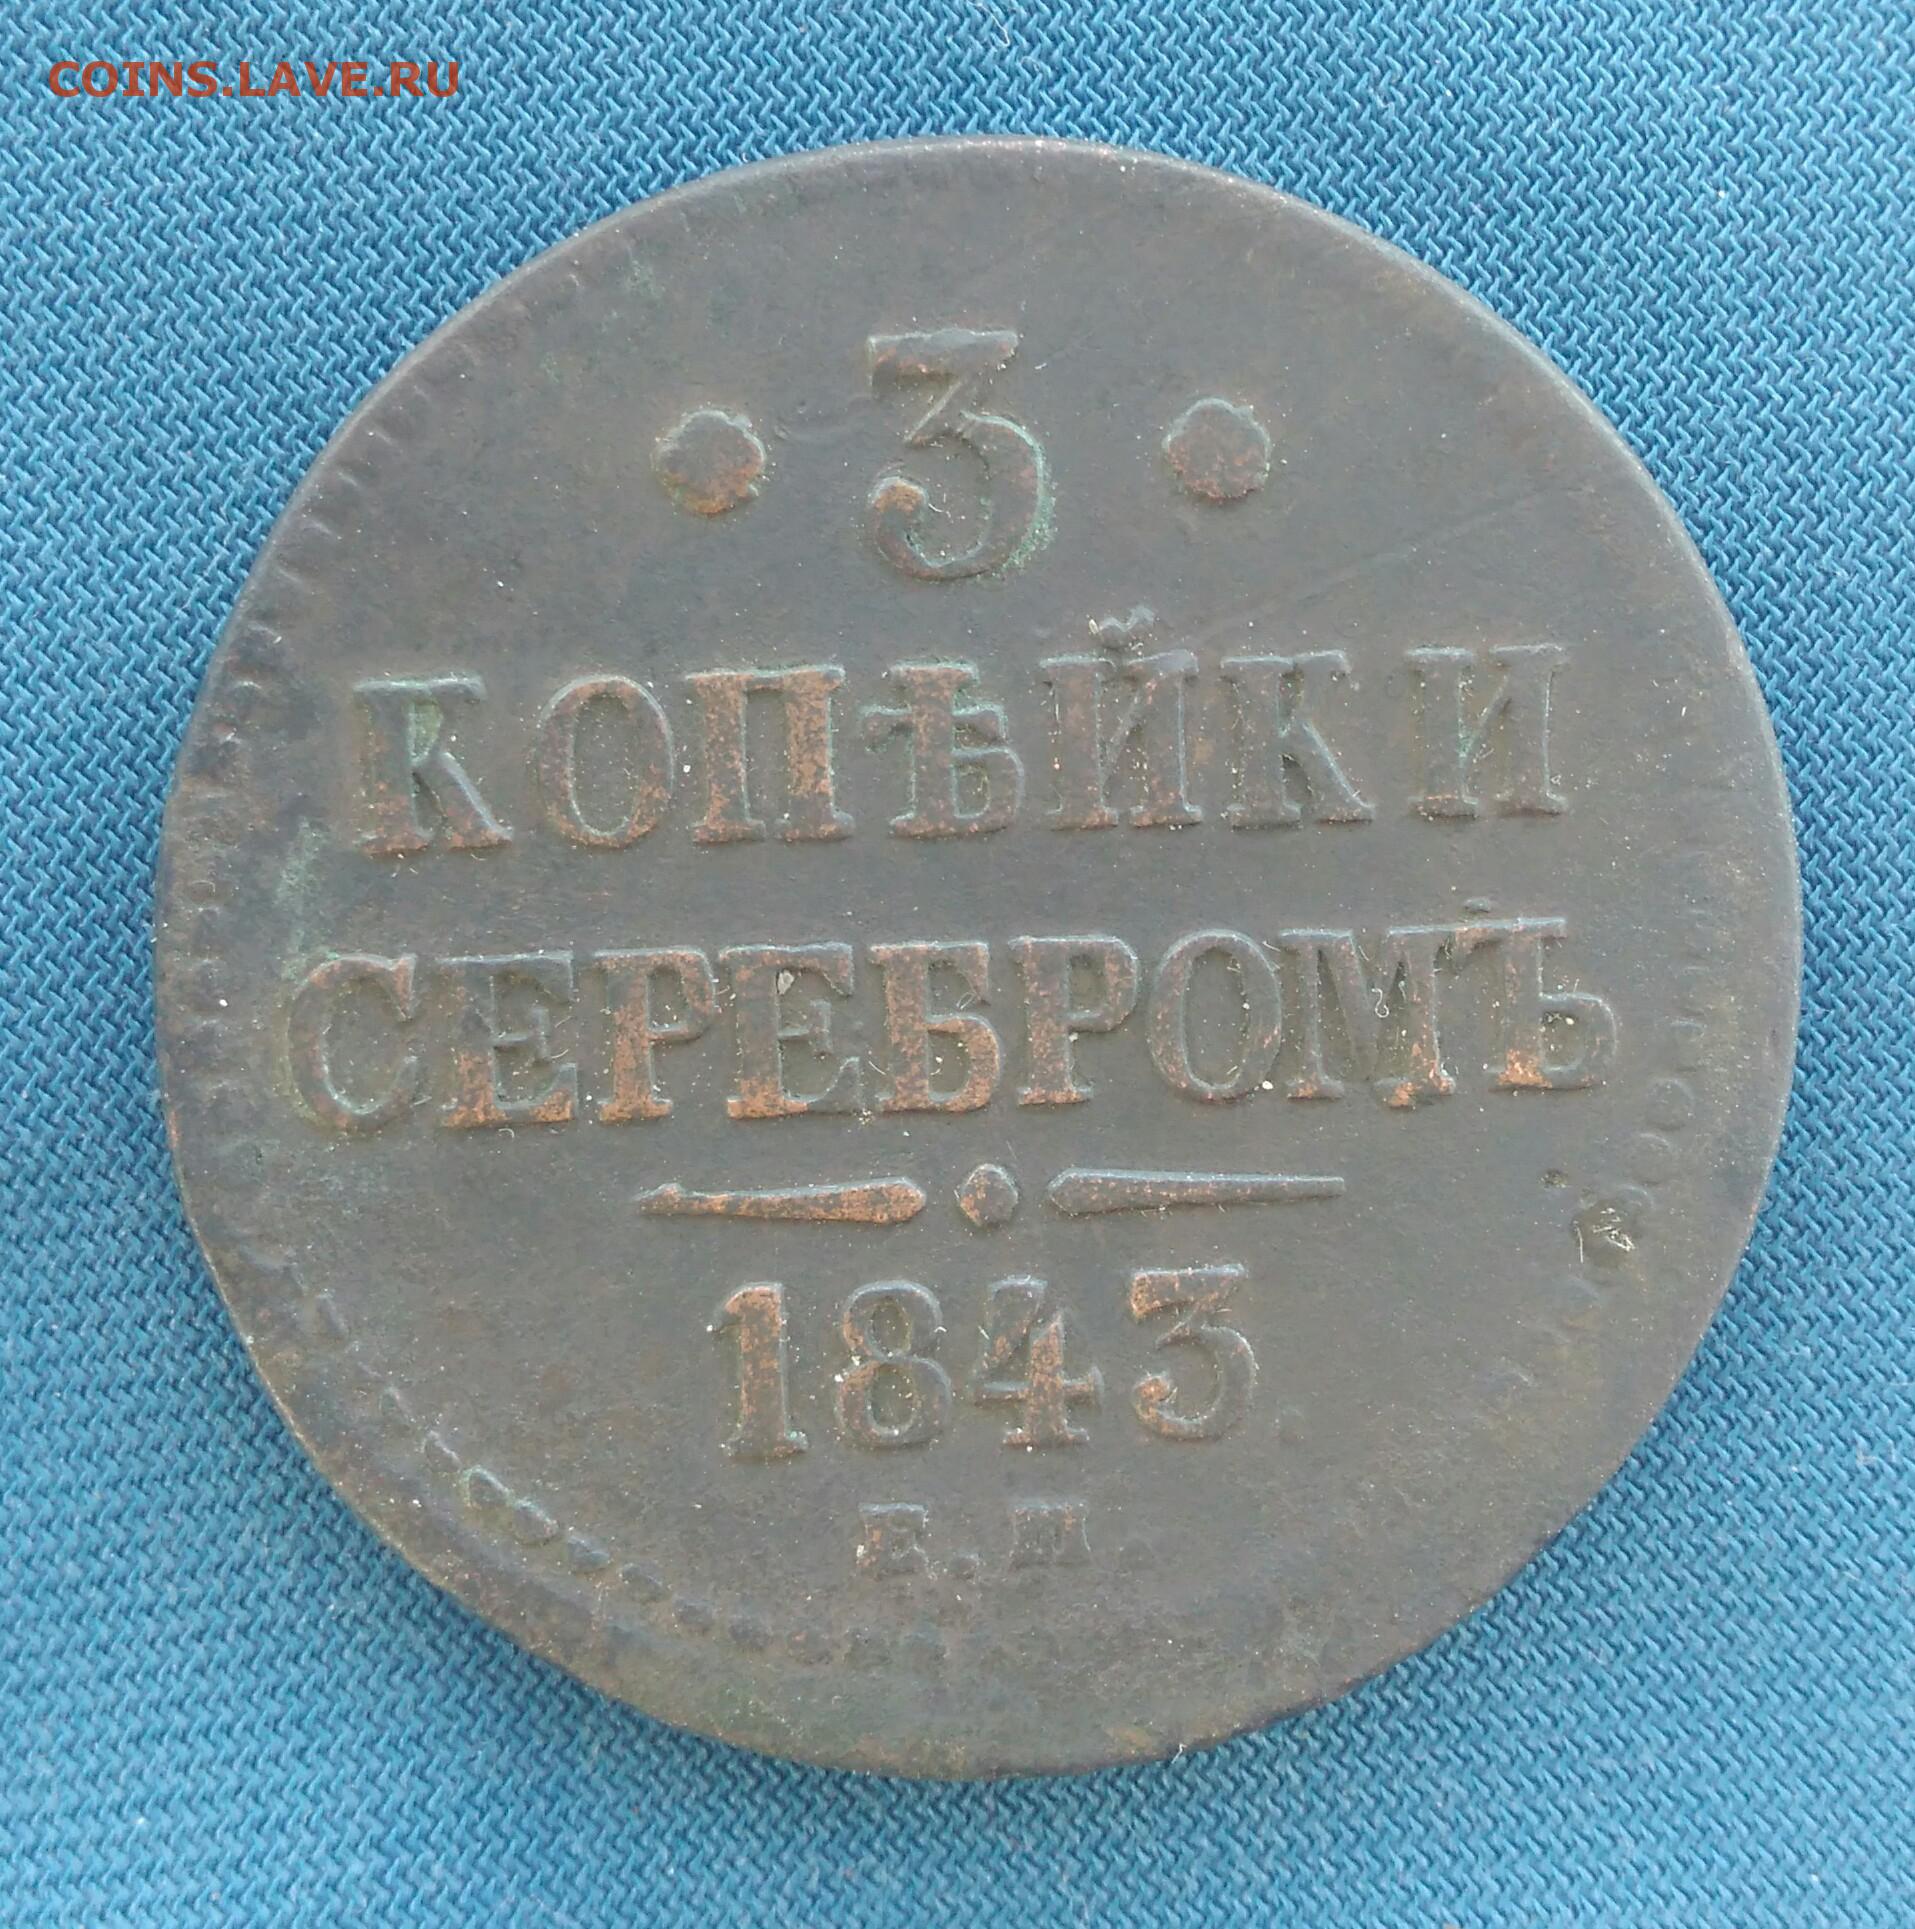 COINS.LAVE.RU
• 3 •
КОПѢЙКИ
СЕРЕБРОМЪ
1843
Е.М.